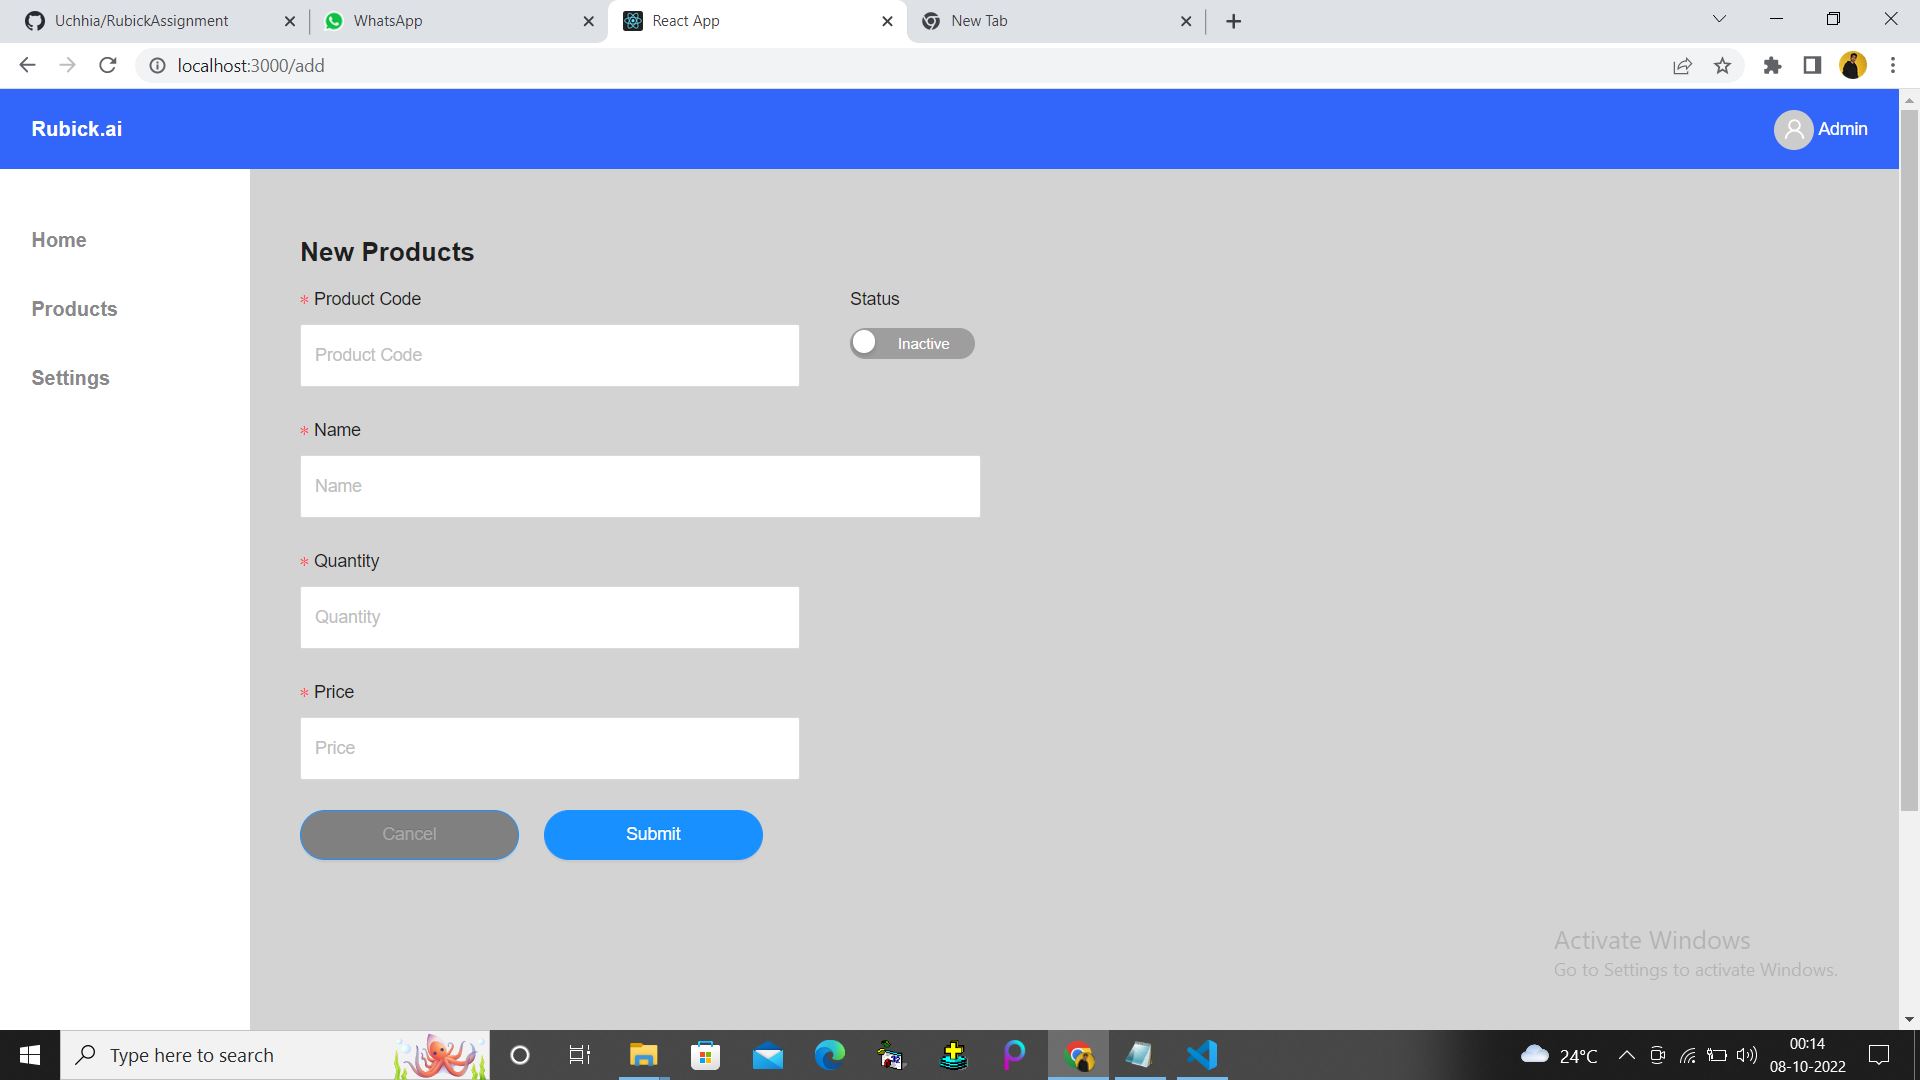 Uchhia/RubickAssignment
WhatsApp
React App
New Tab
localhost:3000/add
Rubick.ai
Admin
Home
Products
Settings
New Products
* Product Code
Status
Product Code
Inactive
* Name
Name
* Quantity
Quantity
* Price
Price
Cancel
Submit
Activate Windows
Go to Settings to activate Windows.
Type here to search
24°C
00:14
08-10-2022